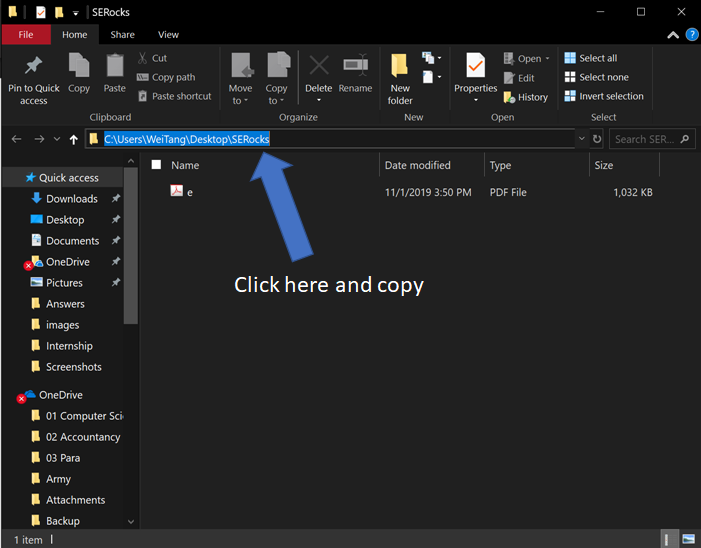 SERocks
File Home Share View
Pin to Quick access
Copy
Paste
Cut
Copy path
Paste shortcut
Clipboard
Move to
Copy to
Delete
Rename
Organize
New folder
New
Properties
Open
Edit
History
Open
Select all
Select none
Invert selection
Select
C:\Users\WeiTang\Desktop\SERocks
Search SER...
Name Date modified Type Size
e 11/1/2019 3:50 PM PDF File 1,032 KB
Click here and copy
Quick access
Downloads
Desktop
Documents
OneDrive
Pictures
Answers
images
Internship
Screenshots
OneDrive
01 Computer Sci
02 Accountancy
03 Para
Army
Attachments
Backup
1 item